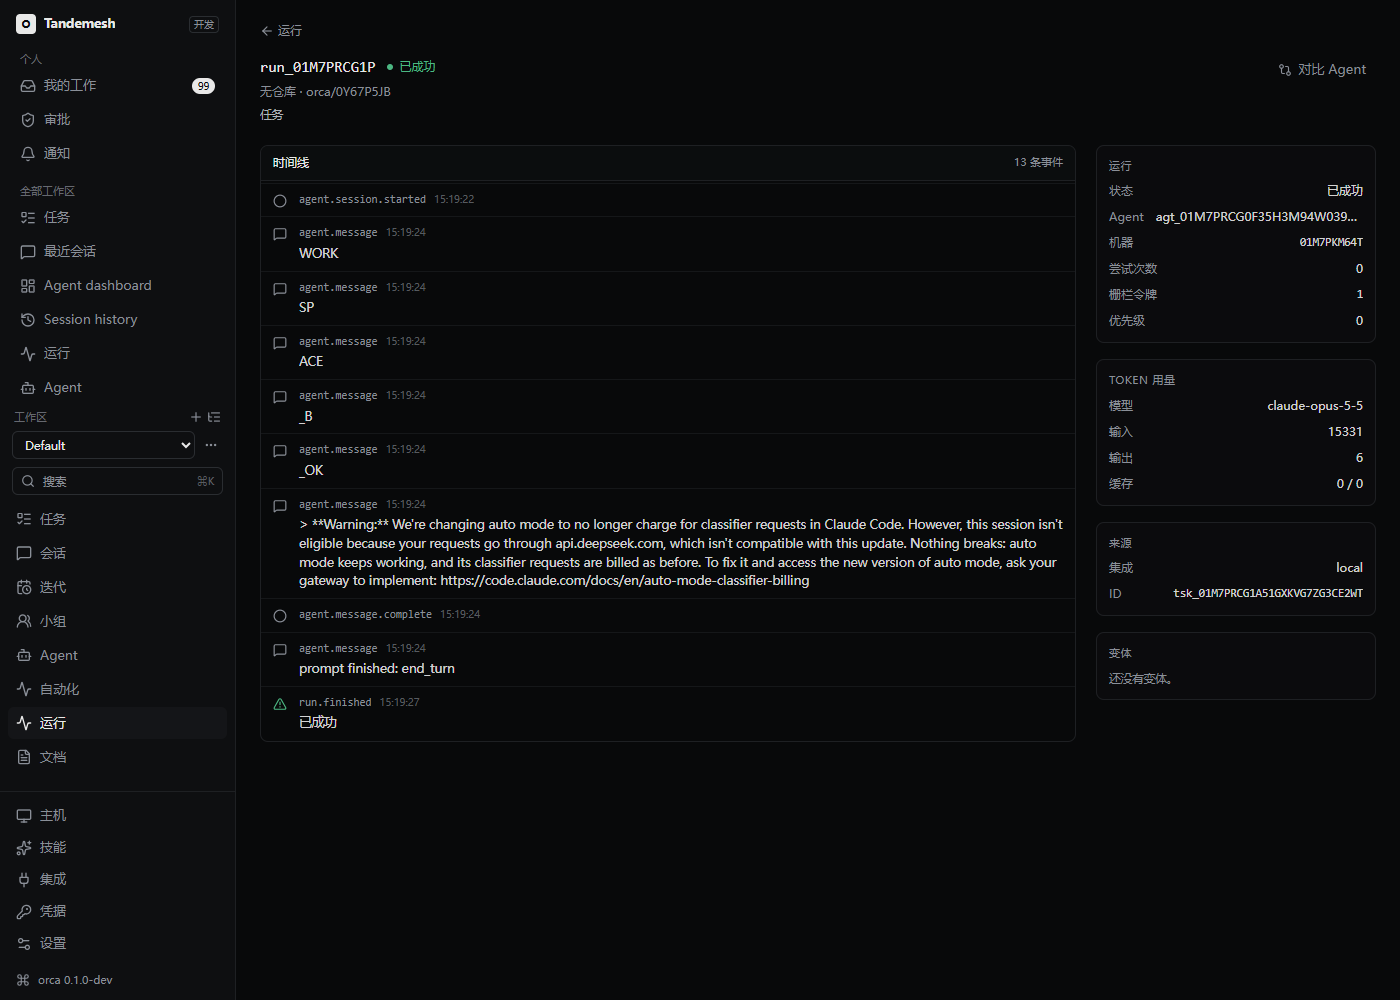 Tandemesh
开发
个人
我的工作
99
审批
通知
全部工作区
任务
最近会话
Agent dashboard
Session history
运行
Agent
工作区
Default
搜索
⌘K
任务
会话
迭代
小组
Agent
自动化
运行
文档
主机
技能
集成
凭据
设置
orca 0.1.0-dev
运行
run_01M7PRCG1P
已成功
无仓库 · orca/0Y67P5JB
任务
对比 Agent
时间线
13 条事件
agent.session.started 15:19:22
agent.message 15:19:24
WORK
agent.message 15:19:24
SP
agent.message 15:19:24
ACE
agent.message 15:19:24
_B
agent.message 15:19:24
_OK
agent.message 15:19:24
> **Warning:** We're changing auto mode to no longer charge for classifier requests in Claude Code. However, this session isn't
eligible because your requests go through api.deepseek.com, which isn't compatible with this update. Nothing breaks: auto
mode keeps working, and its classifier requests are billed as before. To fix it and access the new version of auto mode, ask your
gateway to implement: https://code.claude.com/docs/en/auto-mode-classifier-billing
agent.message.complete 15:19:24
agent.message 15:19:24
prompt finished: end_turn
run.finished 15:19:27
已成功
运行
状态 已成功
Agent agt_01M7PRCG0F35H3M94W039...
机器 01M7PKM64T
尝试次数 0
栅栏令牌 1
优先级 0
TOKEN 用量
模型 claude-opus-5-5
输入 15331
输出 6
缓存 0 / 0
来源
集成 local
ID tsk_01M7PRCG1A51GXKVG7ZG3CE2WT
变体
还没有变体。